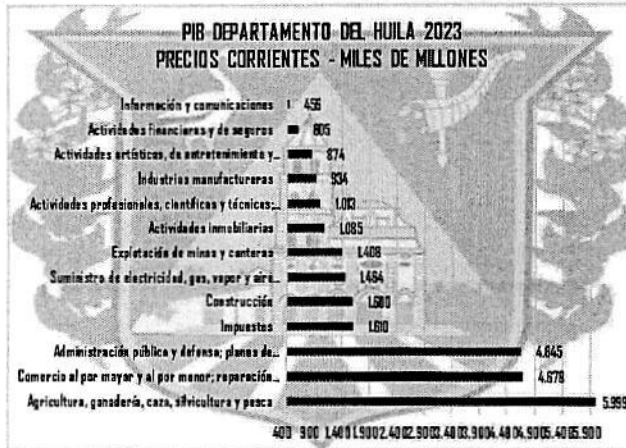 PIB DEPARTAMENTO DEL HUILA 2023
PRECIOS CORRIENTES - MILES DE MILLONES
Información y comunicaciones 456
Actividades financieras y de seguros 805
Actividades artísticas, de entretenimiento y... 874
Industrias manufactureras 934
Actividades profesionales, científicas y técnicas;... 1.013
Actividades inmobiliarias 1.085
Explotación de minas y canteras 1.408
Suministro de electricidad, gas, vapor y aire 1.464
Construcción 1.600
Impuestos 1.610
Administración pública y defensa; planes de... 4.645
Comercio al por mayor y al por menor; reparación... 4.678
Agricultura, ganadería, caza, silvicultura y pesca 5.999
400 900 1.400 1.900 2.400 2.900 3.400 3.900 4.400 4.900 5.400 5.900